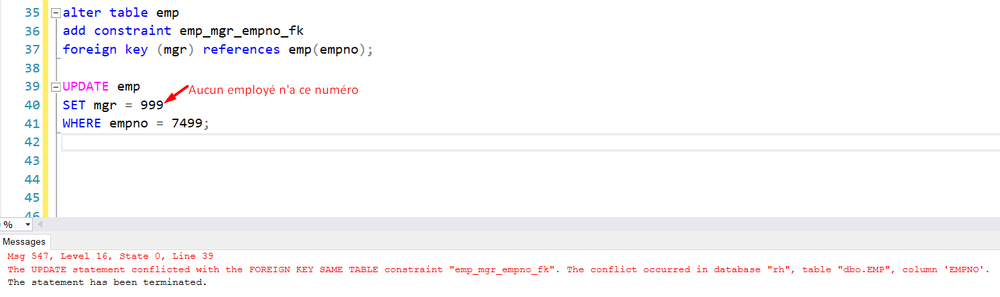 35 alter table emp
36 add constraint emp_mgr_empno_fk
37 foreign key (mgr) references emp(empno);
38
39 UPDATE emp
Aucun employé n'a ce numéro
40 SET mgr = 999
41 WHERE empno = 7499;
42
43
44
45
46
%
Messages
Msg 547, Level 16, State 0, Line 39
The UPDATE statement conflicted with the FOREIGN KEY SAME TABLE constraint "emp_mgr_empno_fk". The conflict occurred in database "rh", table "dbo.EMP", column 'EMPNO'.
The statement has been terminated.